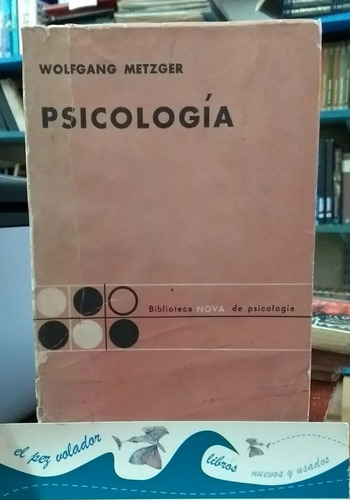 WOLFGANG METZGER
PSICOLOGÍA
Biblioteca NOVA de psicología
el pez volador
libros
nuevos y usados